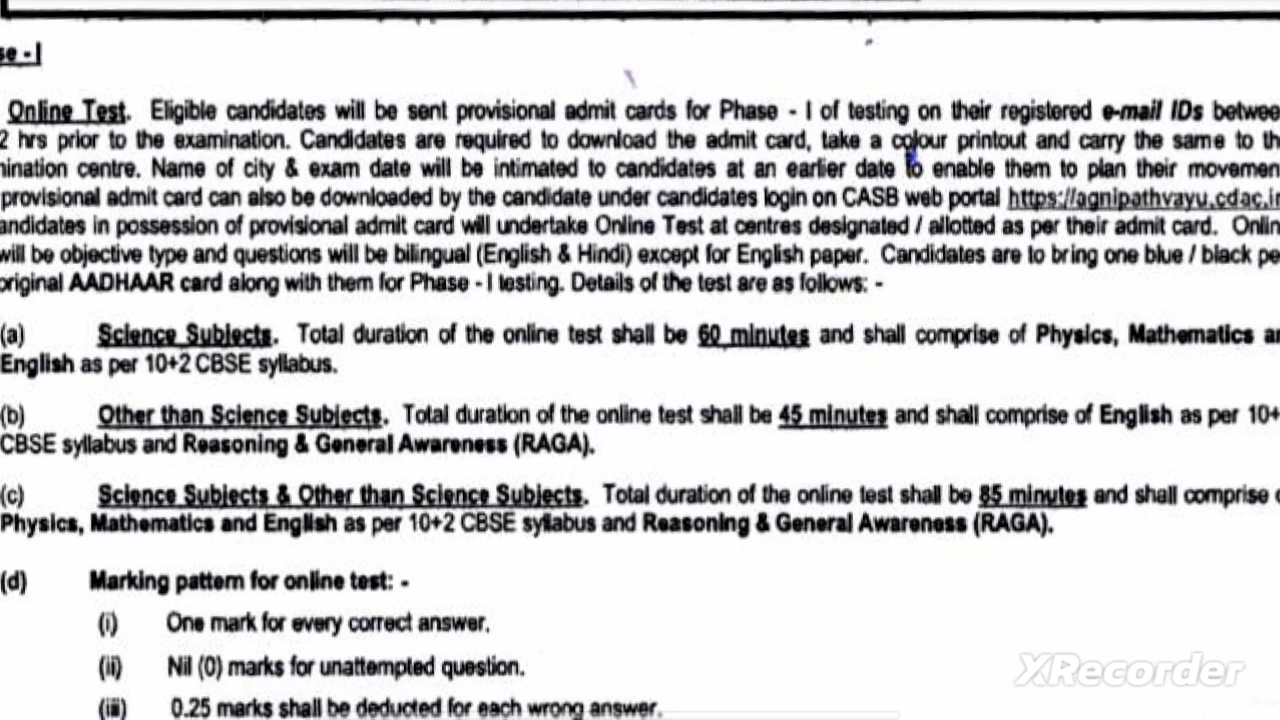 se - I
Online Test. Eligible candidates will be sent provisional admit cards for Phase - I of testing on their registered e-mail IDs betwee
2 hrs prior to the examination. Candidates are required to download the admit card, take a colour printout and carry the same to th
ination centre. Name of city & exam date will be intimated to candidates at an earlier date to enable them to plan their movemen
provisional admit card can also be downloaded by the candidate under candidates login on CASB web portal https://agnipathvayu.cdac.in
andidates in possession of provisional admit card will undertake Online Test at centres designated / allotted as per their admit card. Onlin
will be objective type and questions will be bilingual (English & Hindi) except for English paper. Candidates are to bring one blue / black pe
original AADHAAR card along with them for Phase - I testing. Details of the test are as follows: -
(a) Science Subjects. Total duration of the online test shall be 60 minutes and shall comprise of Physics, Mathematics an
English as per 10+2 CBSE syllabus.
(b) Other than Science Subjects. Total duration of the online test shall be 45 minutes and shall comprise of English as per 10+
CBSE syllabus and Reasoning & General Awareness (RAGA).
(c) Science Subjects & Other than Science Subjects. Total duration of the online test shall be 85 minutes and shall comprise o
Physics, Mathematics and English as per 10+2 CBSE syllabus and Reasoning & General Awareness (RAGA).
(d) Marking pattern for online test: -
(i) One mark for every correct answer.
(ii) Nil (0) marks for unattempted question.
(iii) 0.25 marks shall be deducted for each wrong answer.
XRecorder